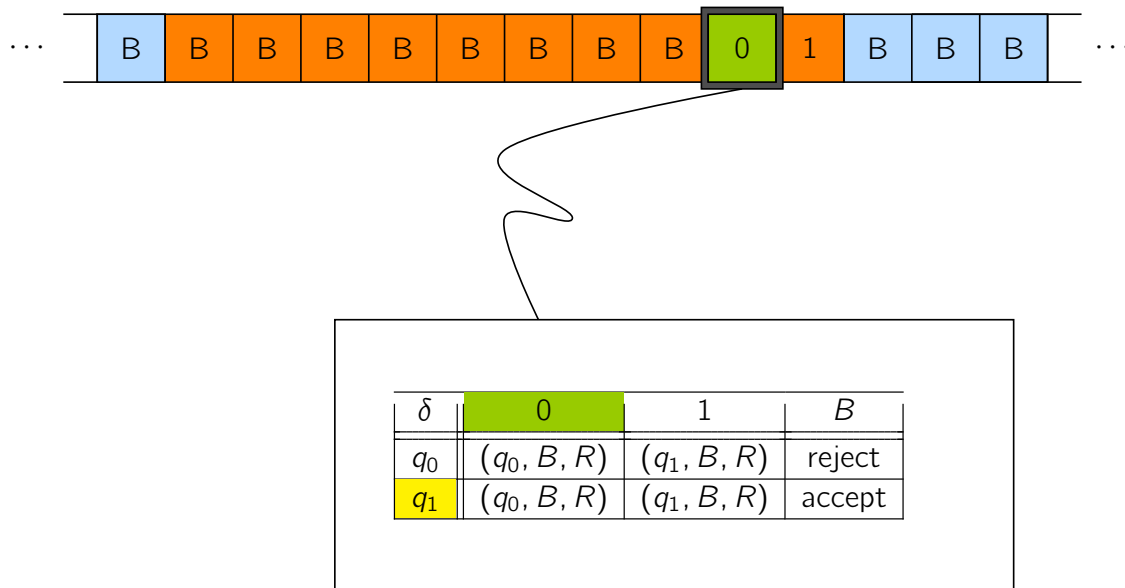 ··· B B B B B B B B B 0 1 B B B ···
δ 0 1 B
q₀ (q₀, B, R) (q₁, B, R) reject
q₁ (q₀, B, R) (q₁, B, R) accept